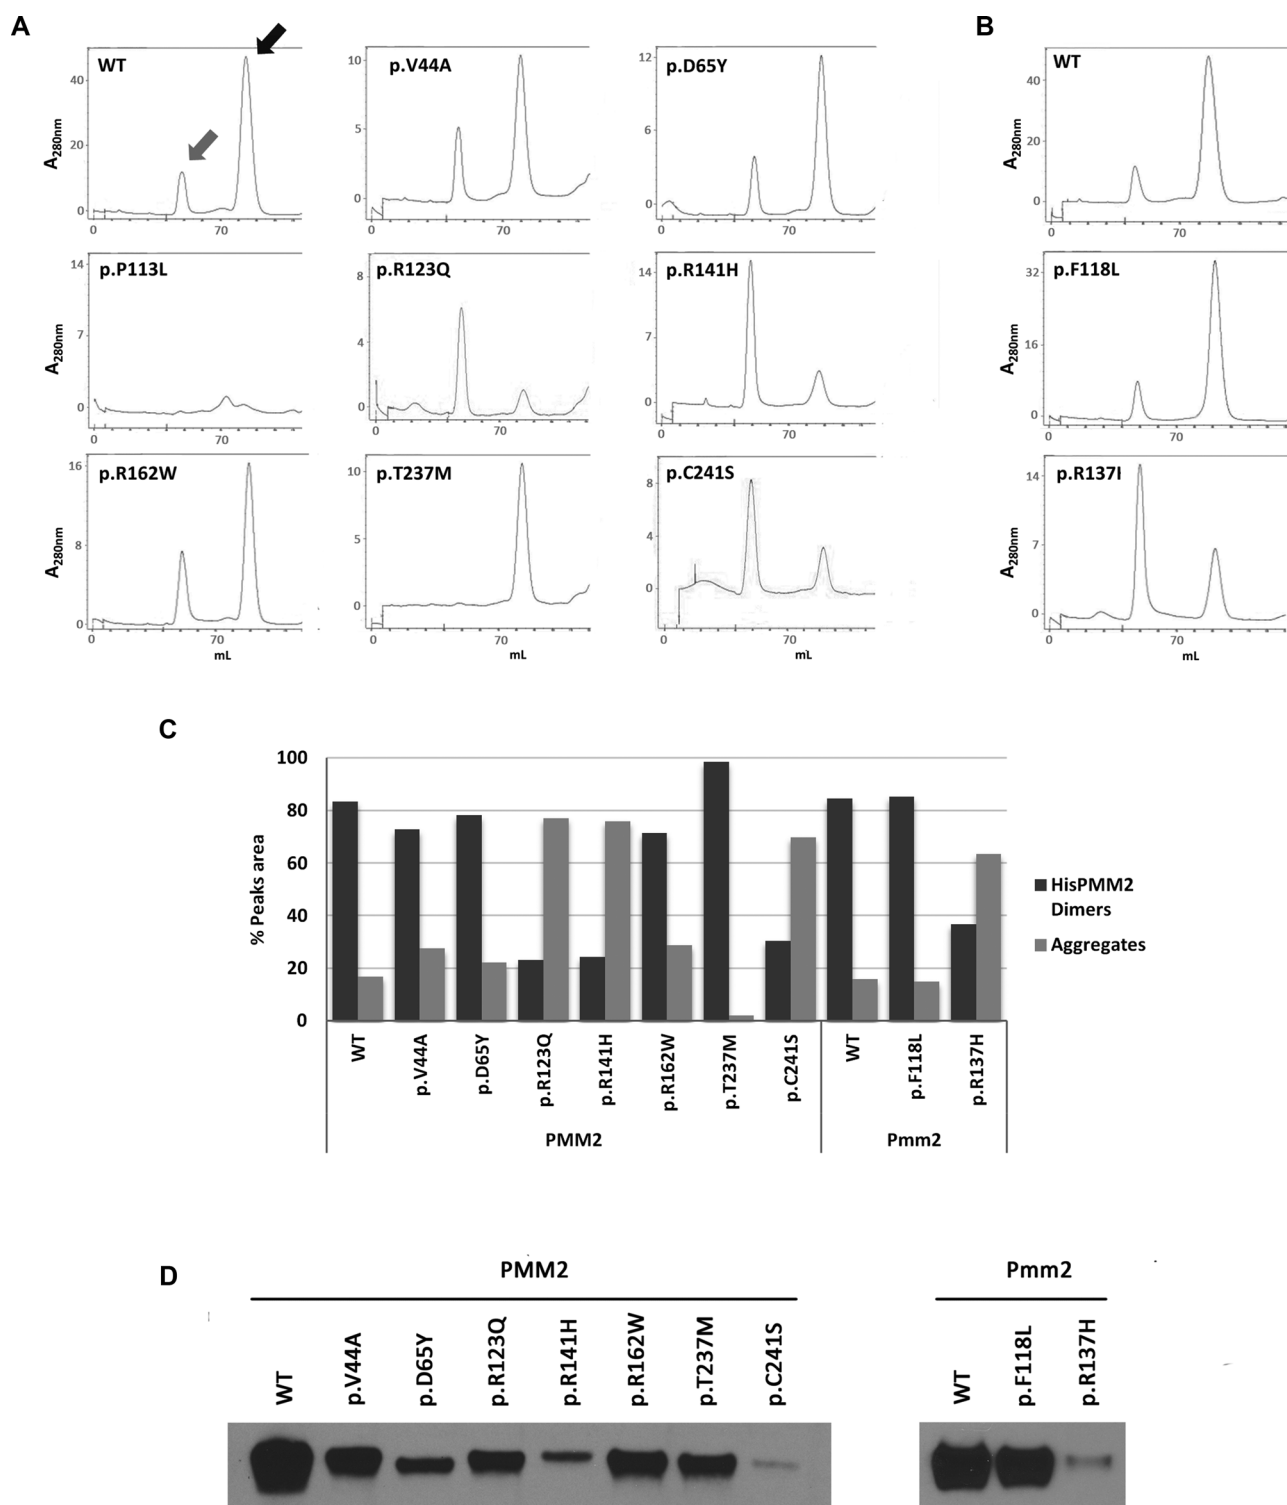 A
B
WT
p.V44A
p.D65Y
WT
A280nm
40
20
0
70
10
5
0
70
12
6
0
70
A280nm
40
20
0
70
p.P113L
p.R123Q
p.R141H
p.F118L
A280nm
14
7
0
0
70
8
4
0
0
70
14
7
0
0
70
A280nm
32
16
0
0
70
p.R162W
p.T237M
p.C241S
p.R137I
A280nm
16
8
0
0
70
mL
10
5
0
0
70
8
4
0
0
70
mL
A280nm
14
7
0
0
70
mL
C
% Peaks area
100
80
60
40
20
0
WT
p.V44A
p.D65Y
p.R123Q
p.R141H
p.R162W
p.T237M
p.C241S
WT
p.F118L
p.R137H
PMM2
Pmm2
HisPMM2
Dimers
Aggregates
D
PMM2
Pmm2
WT
p.V44A
p.D65Y
p.R123Q
p.R141H
p.R162W
p.T237M
p.C241S
WT
p.F118L
p.R137H